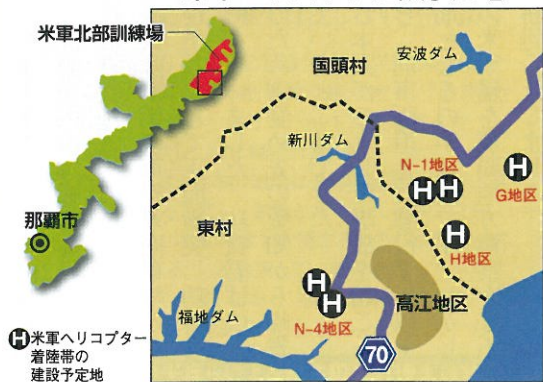 米軍北部訓練場
国頭村
安波ダム
新川ダム
N-1地区
G地区
H地区
那覇市
東村
高江地区
福地ダム
N-4地区
70
H米軍ヘリコプター
着陸帯の
建設予定地
H
H
H
H
H
H